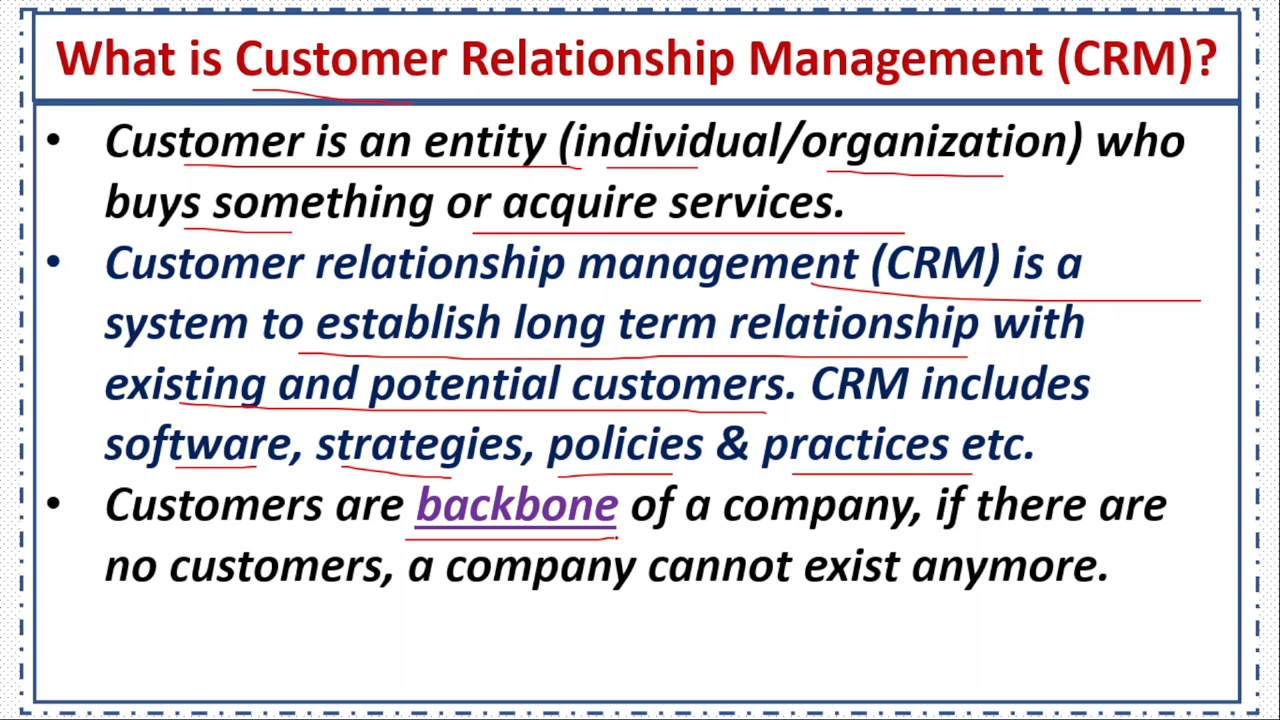 What is Customer Relationship Management (CRM)?
• Customer is an entity (individual/organization) who
buys something or acquire services.
• Customer relationship management (CRM) is a
system to establish long term relationship with
existing and potential customers. CRM includes
software, strategies, policies & practices etc.
• Customers are backbone of a company, if there are
no customers, a company cannot exist anymore.